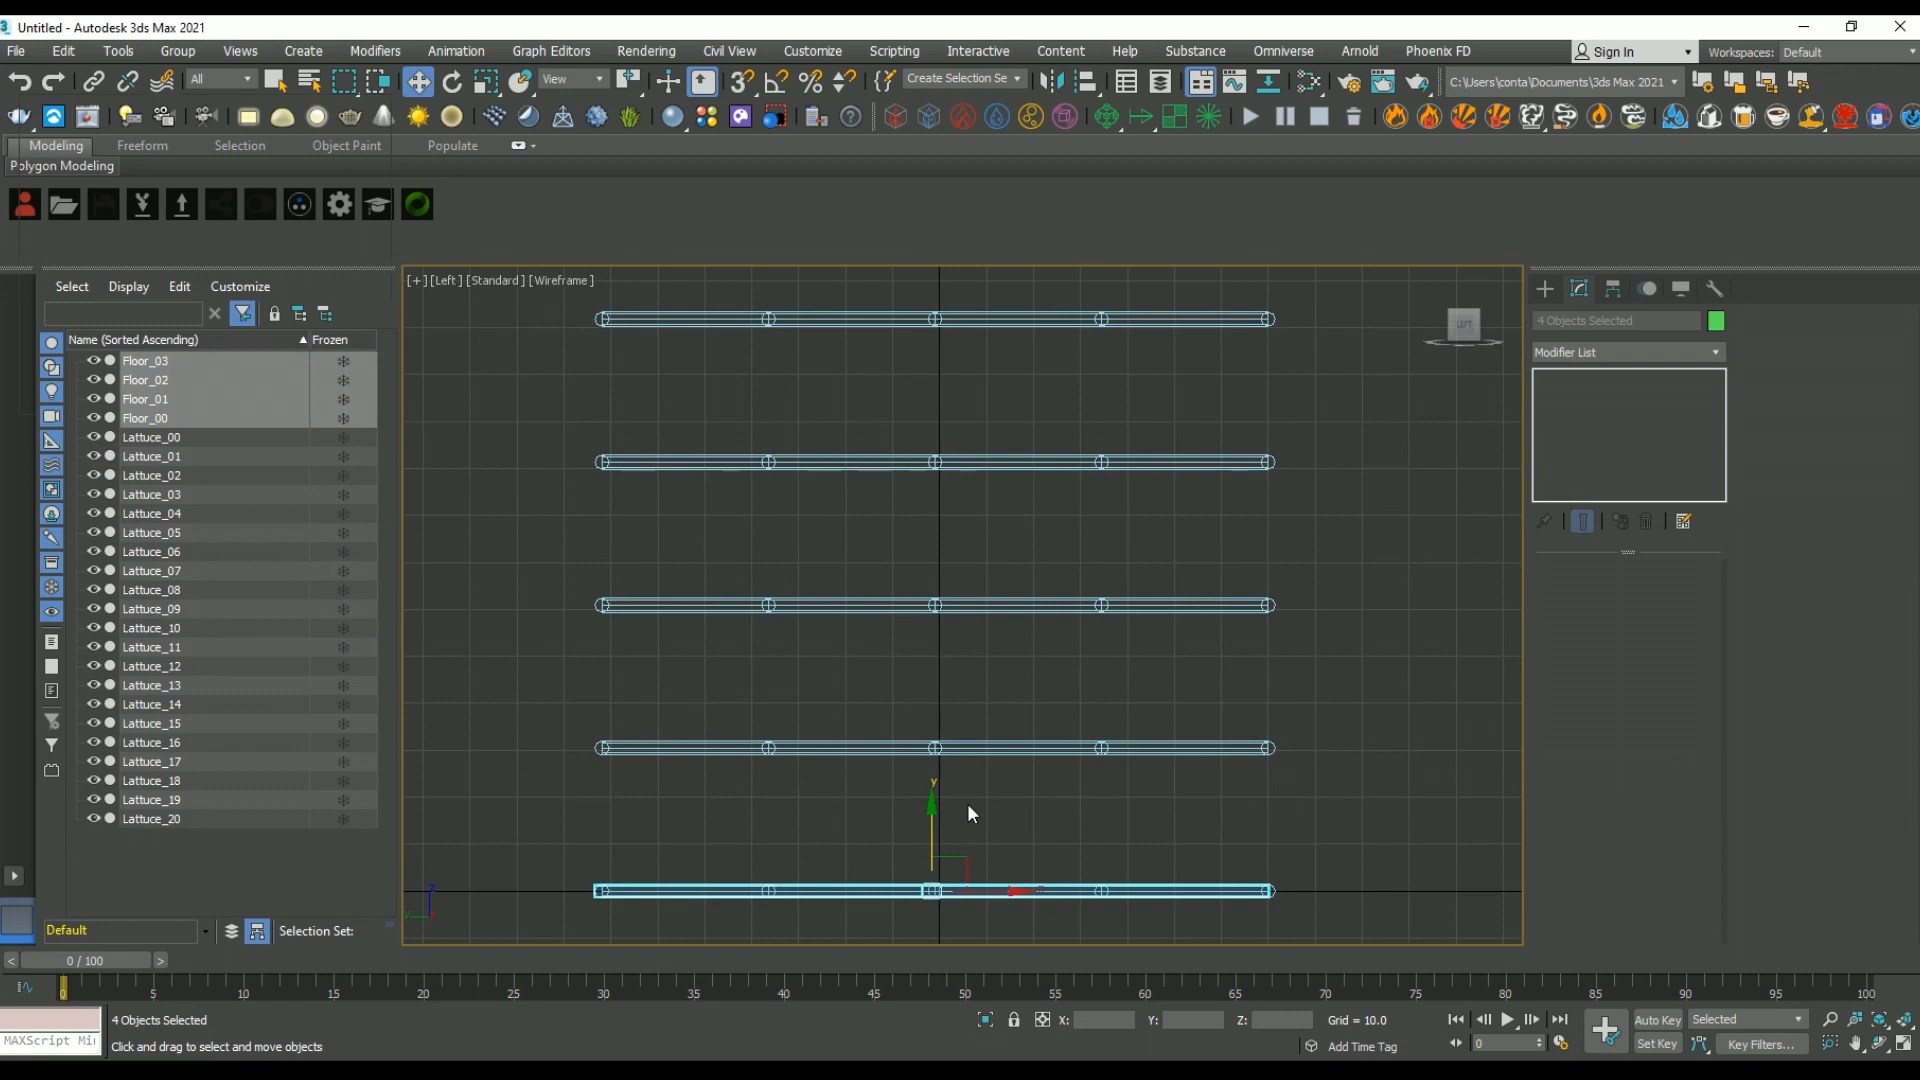 Untitled - Autodesk 3ds Max 2021
File Edit Tools Group Views Create Modifiers Animation Graph Editors Rendering Civil View Customize Scripting Interactive Content Help Substance Omniverse Arnold Phoenix FD Sign In Workspaces: Default
All View Create Selection Se C:\Users\conta\Documents\3ds Max 2021
Modeling Freeform Selection Object Paint Populate
Polygon Modeling
Select Display Edit Customize
[+] [Left] [Standard] [Wireframe]
LEFT
4 Objects Selected
Modifier List
Name (Sorted Ascending) Frozen
Floor_03
Floor_02
Floor_01
Floor_00
Lattuce_00
Lattuce_01
Lattuce_02
Lattuce_03
Lattuce_04
Lattuce_05
Lattuce_06
Lattuce_07
Lattuce_08
Lattuce_09
Lattuce_10
Lattuce_11
Lattuce_12
Lattuce_13
Lattuce_14
Lattuce_15
Lattuce_16
Lattuce_17
Lattuce_18
Lattuce_19
Lattuce_20
y
z
Default Selection Set:
< 0 / 100 >
0 5 10 15 20 25 30 35 40 45 50 55 60 65 70 75 80 85 90 95 100
4 Objects Selected X: Y: Z: Grid = 10.0 Auto Key Selected
MAXScript Mi Click and drag to select and move objects Add Time Tag 0 Set Key Key Filters...